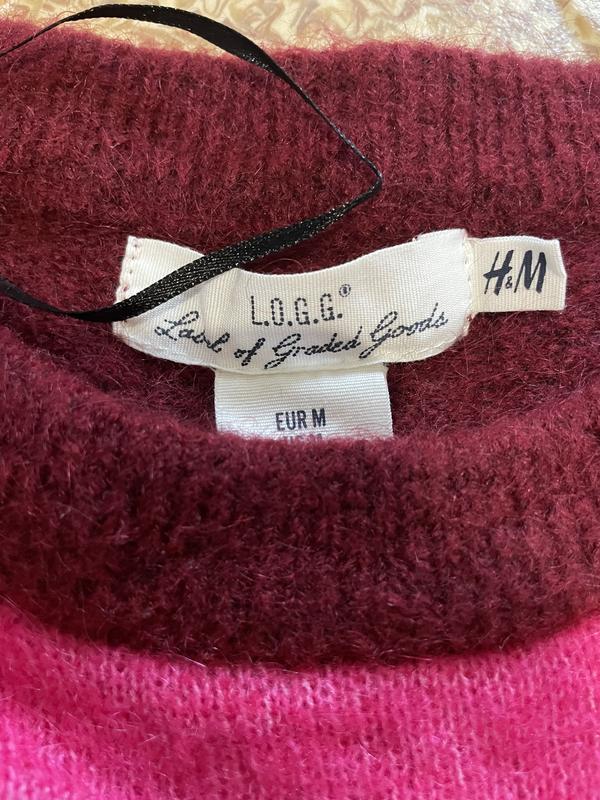 L.O.G.G.®
Label of Graded Goods
H&M
EUR M